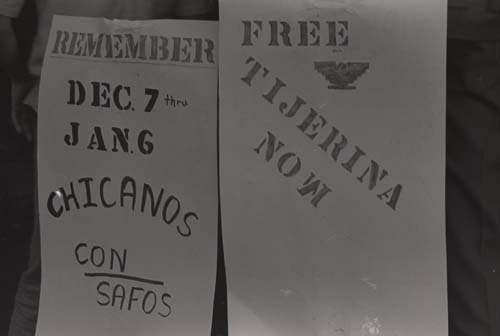 REMEMBER
DEC. 7 thru
JAN. 6
CHICANOS
CON
SAFOS
FREE
TIJERINA
NOW